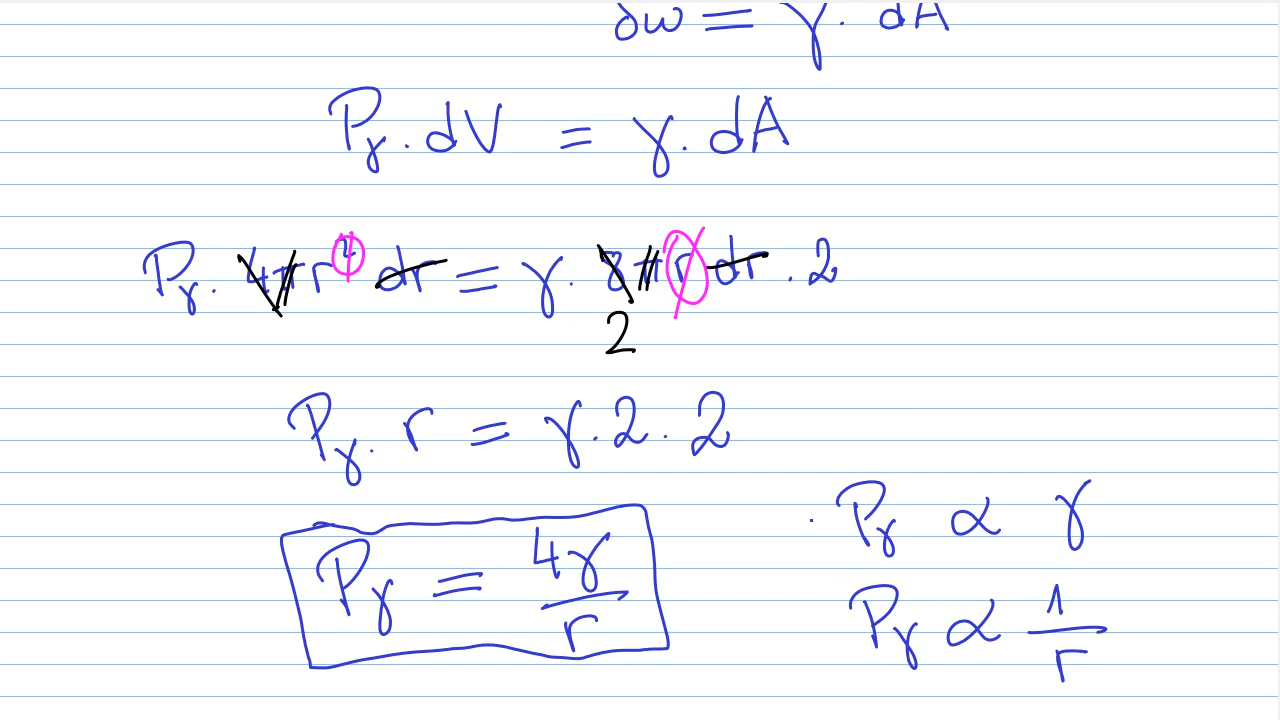 δw = γ. dA
Pγ . dV = γ. dA
Pγ . 4πr² dr = γ. 8πr dr . 2
2
Pγ . r = γ. 2 . 2
Pγ ∝ γ
Pγ = 4γ/r
Pγ ∝ 1/r